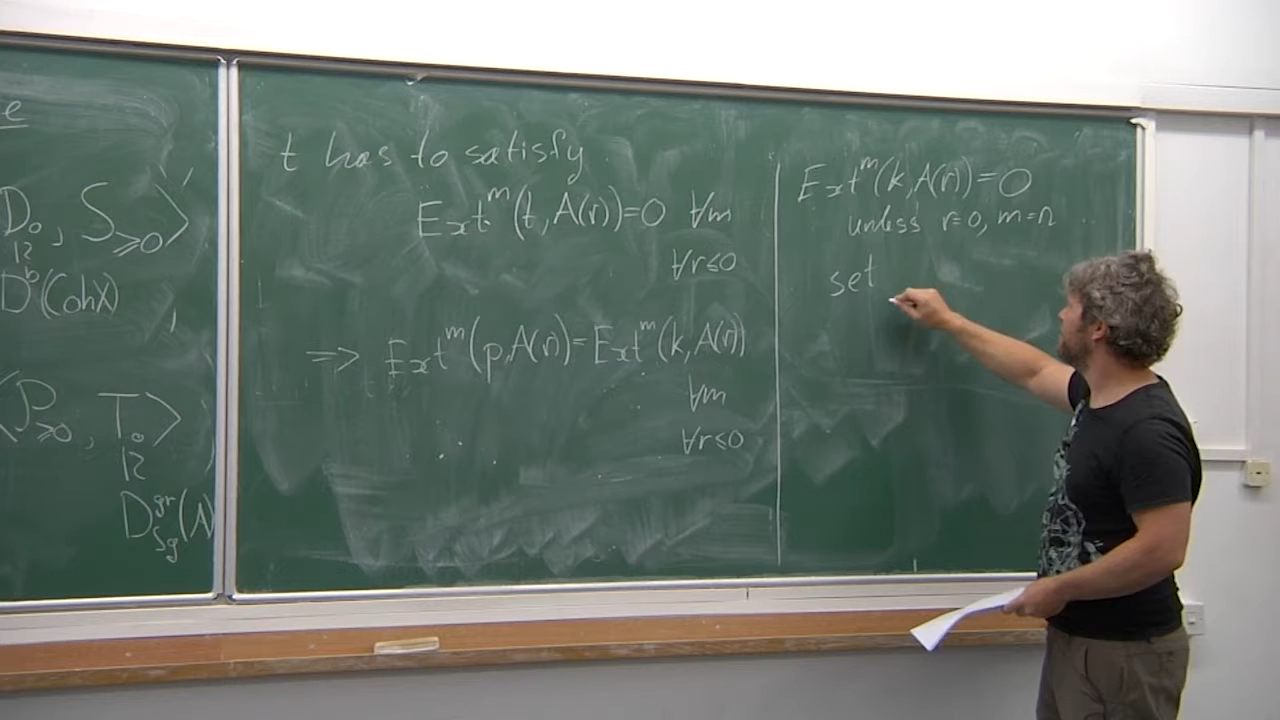 e
D₀, S≥0⟩
≀
Dᵇ(CohX)
⟨P≥0, T₀⟩
≀
D^gr_Sg(A)
t has to satisfy
Extᵐ(t, A(r))=0 ∀m
∀r≤0
=> Extᵐ(p, A(r))=Extᵐ(k, A(r))
∀m
∀r≤0
Extᵐ(k, A(r))=0
unless r=0, m=n
set